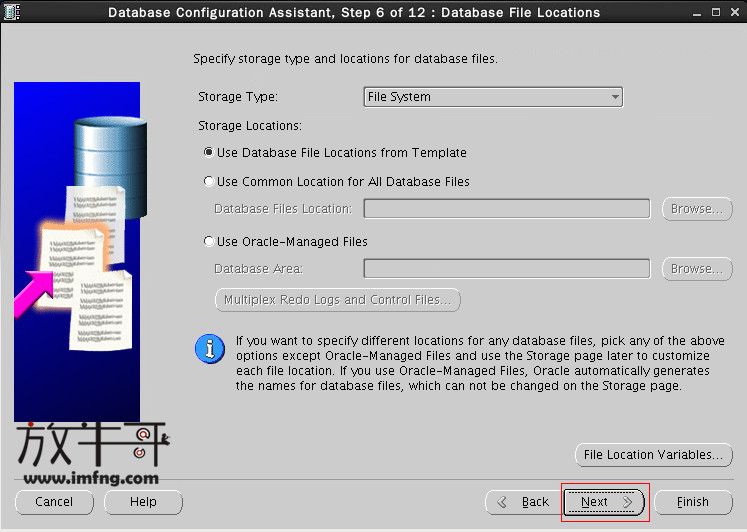 Database Configuration Assistant, Step 6 of 12 : Database File Locations
Specify storage type and locations for database files.
Storage Type: File System
Storage Locations:
Use Database File Locations from Template
Use Common Location for All Database Files
Database Files Location: Browse...
Use Oracle-Managed Files
Database Area: Browse...
Multiplex Redo Logs and Control Files...
If you want to specify different locations for any database files, pick any of the above
options except Oracle-Managed Files and use the Storage page later to customize
each file location. If you use Oracle-Managed Files, Oracle automatically generates
the names for database files, which can not be changed on the Storage page.
放牛哥
www.imfng.com
File Location Variables...
Cancel Help Back Next Finish